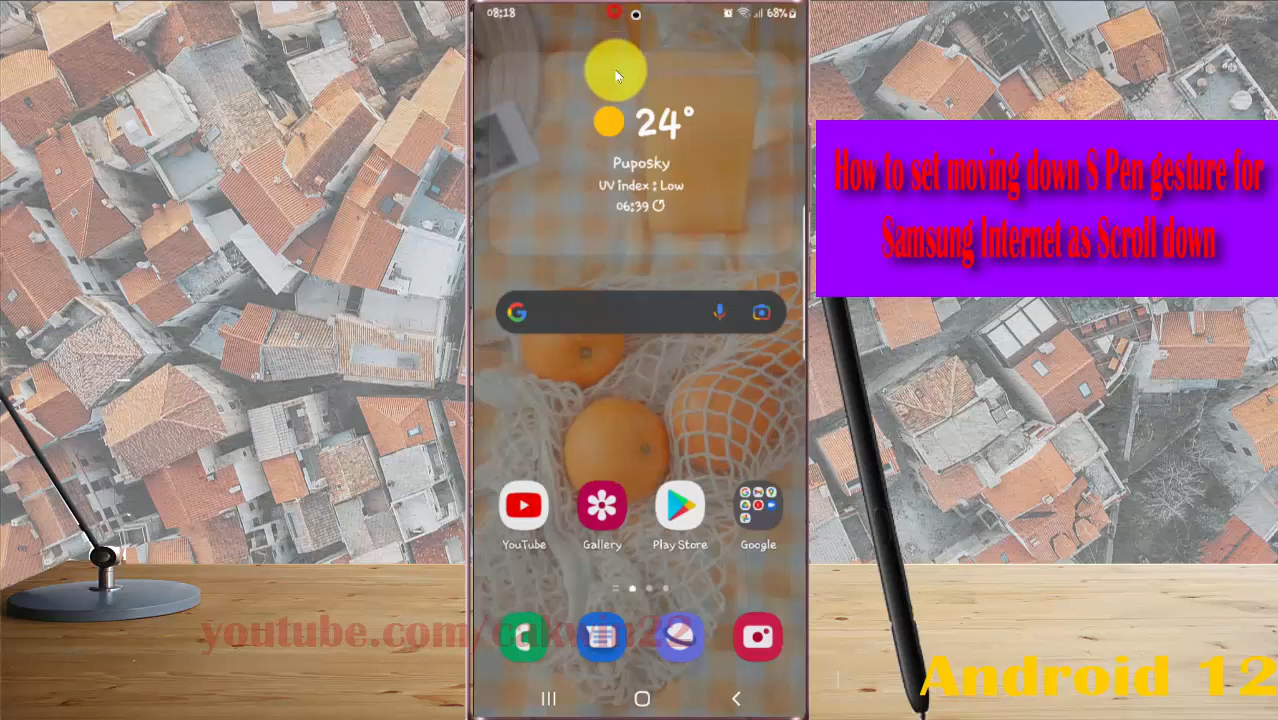 08:18
68%
24°
Puposky
UV index : Low
06:39
How to set moving down S Pen gesture for
Samsung Internet as Scroll down
G
YouTube
Gallery
Play Store
Google
youtube.com/cakwin22
Android 12